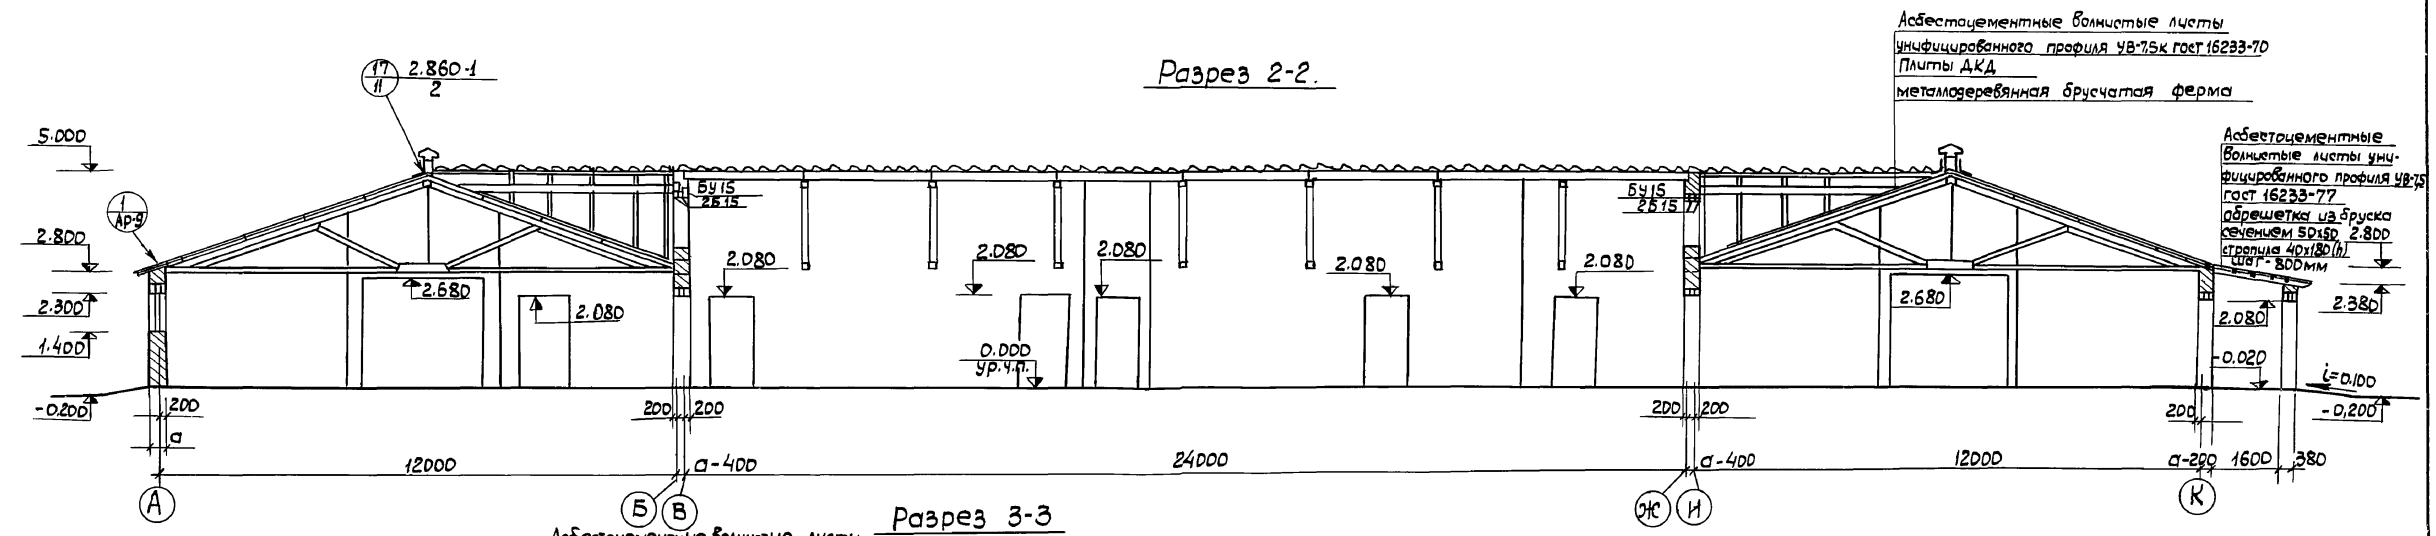 Разрез 2-2.
17 2.860-1
11 2
Асбестоцементные волнистые листы
унифицированного профиля УВ-7,5к гост 16233-70
Плиты ДКД
металлодеревянная брусчатая ферма
Асбестоцементные
волнистые листы уни-
фицированного профиля УВ-7,5
гост 16233-77
обрешетка из бруска
сечением 50х50
стропила 40х180(h)
шаг-800мм
5.000
1
Ар-9
2.800
2.300
1.400
-0.200
2.680
2.080
БУ15
2Б15
2.080
2.080
2.080
0.000
ур.ч.п.
2.080
2.080
БУ15
2Б15
2.680
2.800
2.380
2.080
-0.020
i=0.100
-0,200
200
200
200
200
200
200
а
12000
а-400
24000
а-400
12000
а-200
1600
380
А
Б
В
Ж
И
К
Разрез 3-3
Асбестоцементные волнистые листы